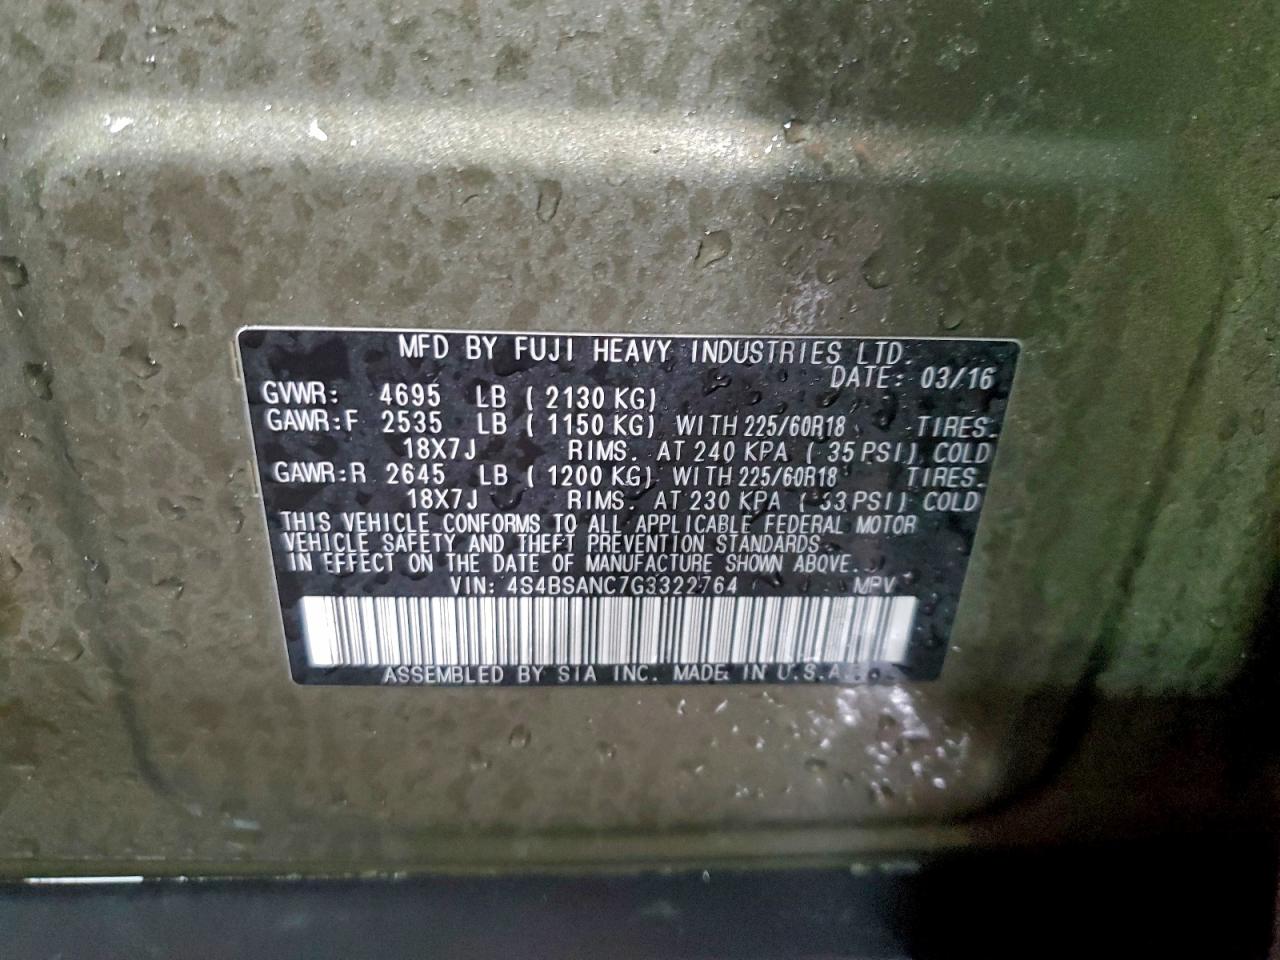 MFD BY FUJI HEAVY INDUSTRIES LTD.
DATE: 03/16
GVWR: 4695 LB ( 2130 KG)
GAWR:F 2535 LB ( 1150 KG) WITH 225/60R18 TIRES.
18X7J RIMS. AT 240 KPA ( 35 PSI) COLD
GAWR:R 2645 LB ( 1200 KG) WITH 225/60R18 TIRES.
18X7J RIMS. AT 230 KPA ( 33 PSI) COLD
THIS VEHICLE CONFORMS TO ALL APPLICABLE FEDERAL MOTOR
VEHICLE SAFETY AND THEFT PREVENTION STANDARDS
IN EFFECT ON THE DATE OF MANUFACTURE SHOWN ABOVE.
VIN: 4S4BSANC7G3322764 MPV
ASSEMBLED BY SIA INC. MADE IN U.S.A